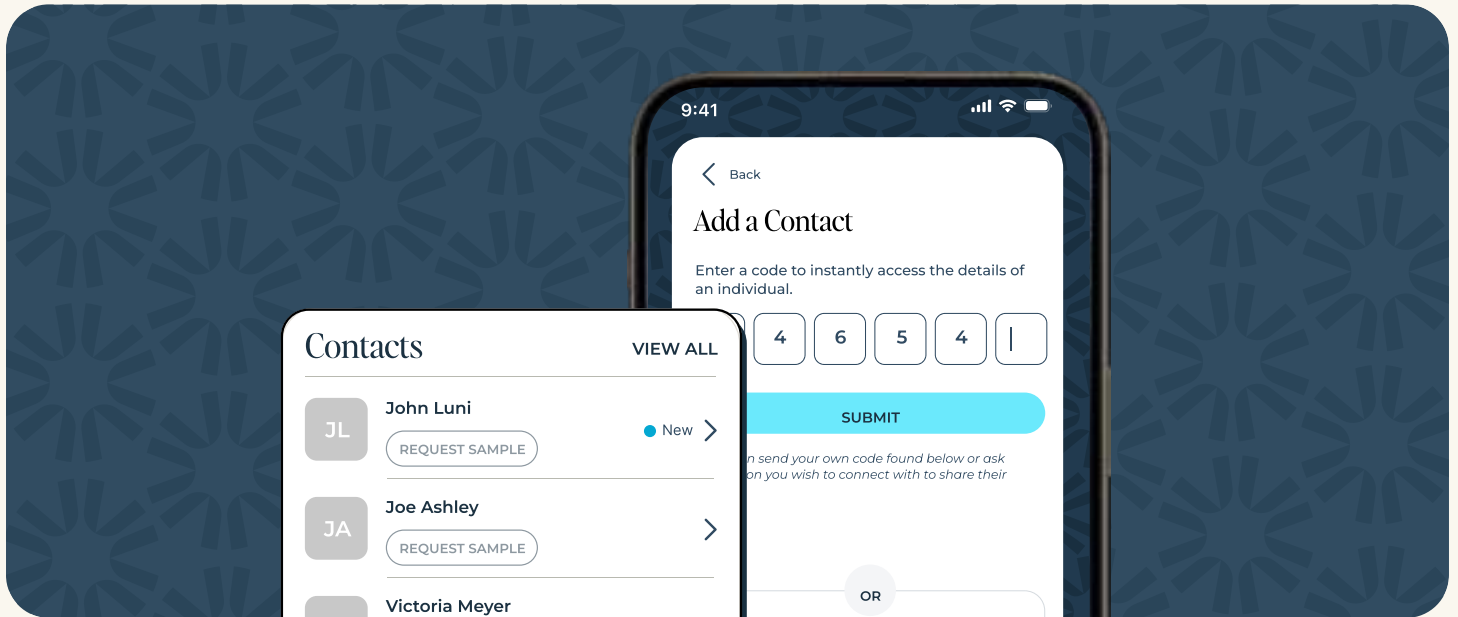 9:41
Back
Add a Contact
Enter a code to instantly access the details of
an individual.
4 6 5 4
SUBMIT
send your own code found below or ask
you wish to connect with to share their
OR
Contacts
VIEW ALL
JL
John Luni
REQUEST SAMPLE
New
JA
Joe Ashley
REQUEST SAMPLE
Victoria Meyer